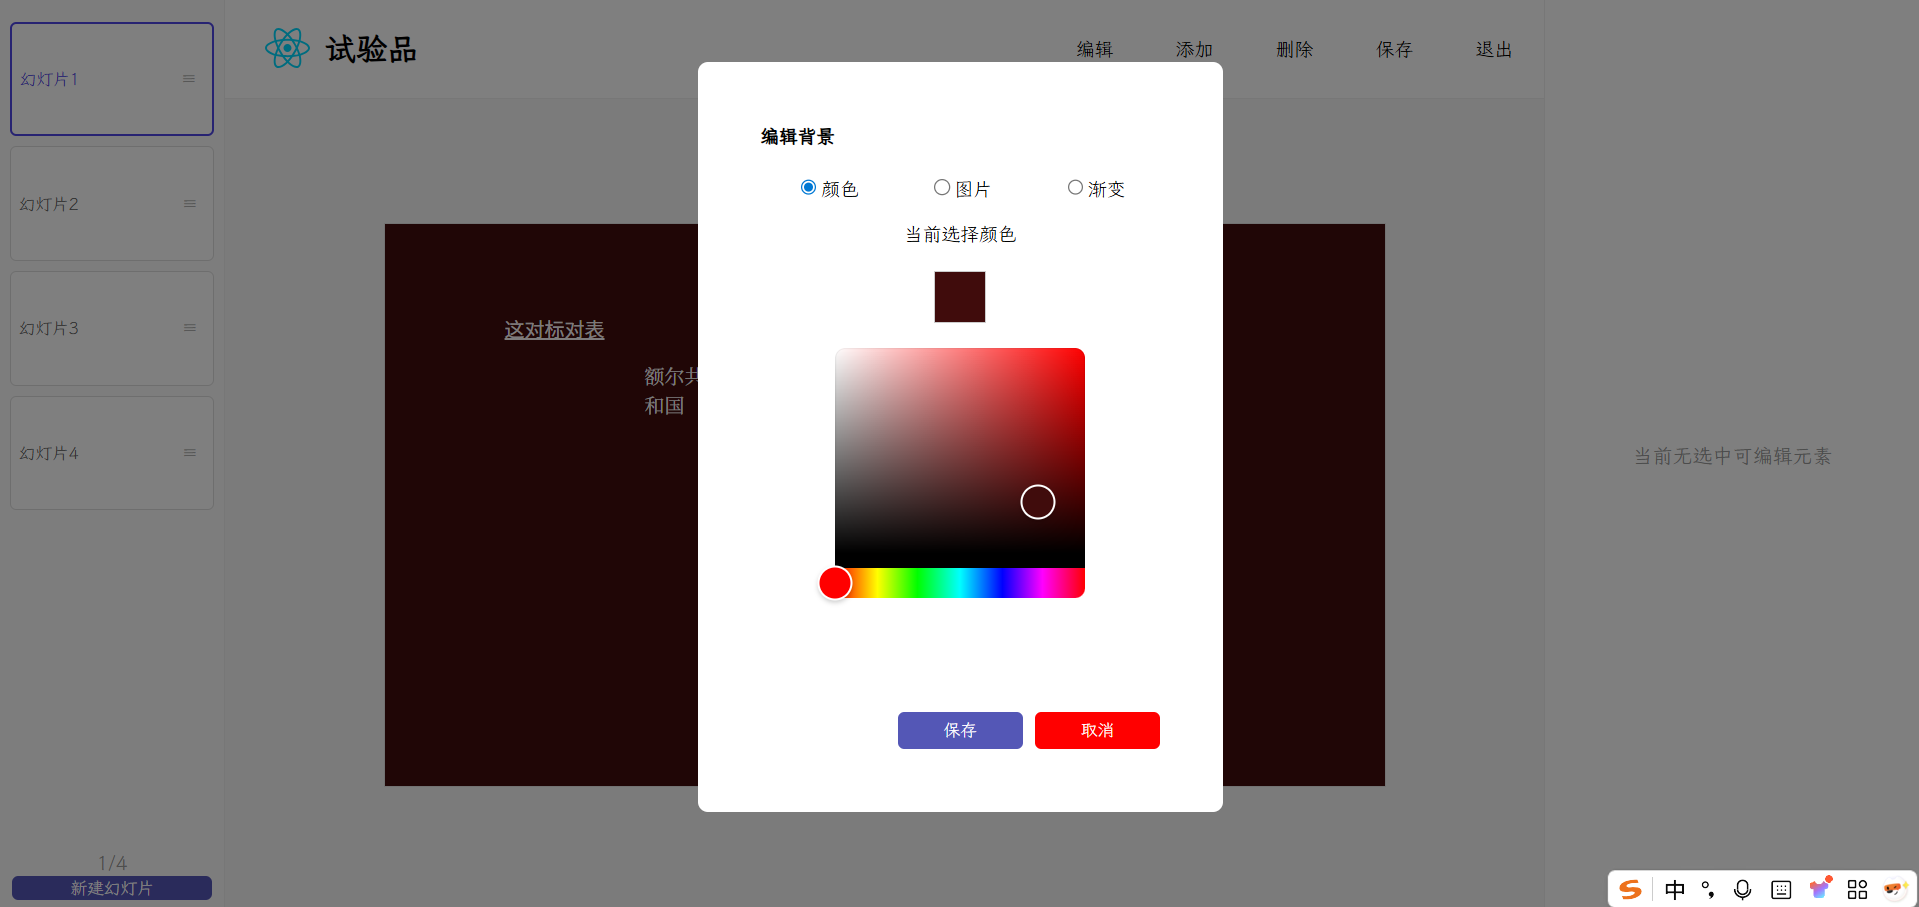 幻灯片1
幻灯片2
幻灯片3
幻灯片4
1/4
新建幻灯片
试验品
编辑 添加 删除 保存 退出
这对标对表
额尔共
和国
编辑背景
颜色 图片 渐变
当前选择颜色
保存 取消
当前无选中可编辑元素
中